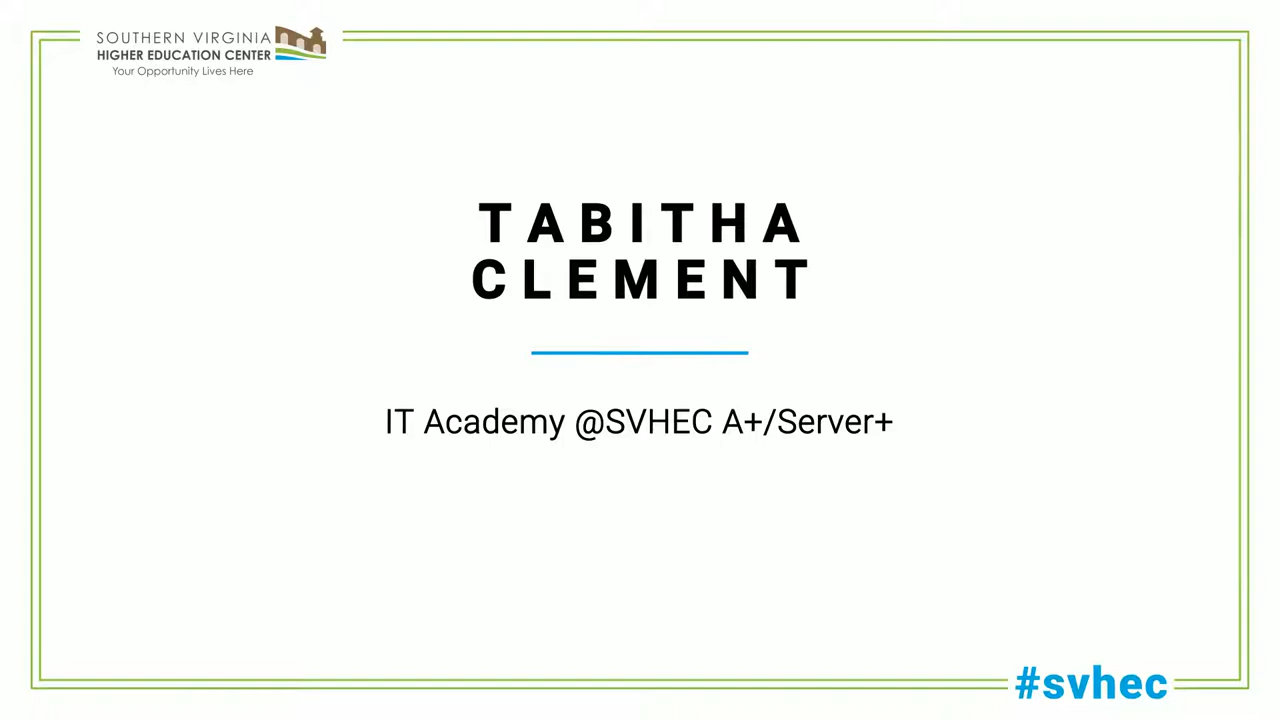 SOUTHERN VIRGINIA
HIGHER EDUCATION CENTER
Your Opportunity Lives Here
TABITHA
CLEMENT
IT Academy @SVHEC A+/Server+
#svhec